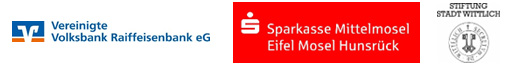 Vereinigte
Volksbank Raiffeisenbank eG
Sparkasse Mittelmosel
Eifel Mosel Hunsrück
STIFTUNG
STADT WITTLICH